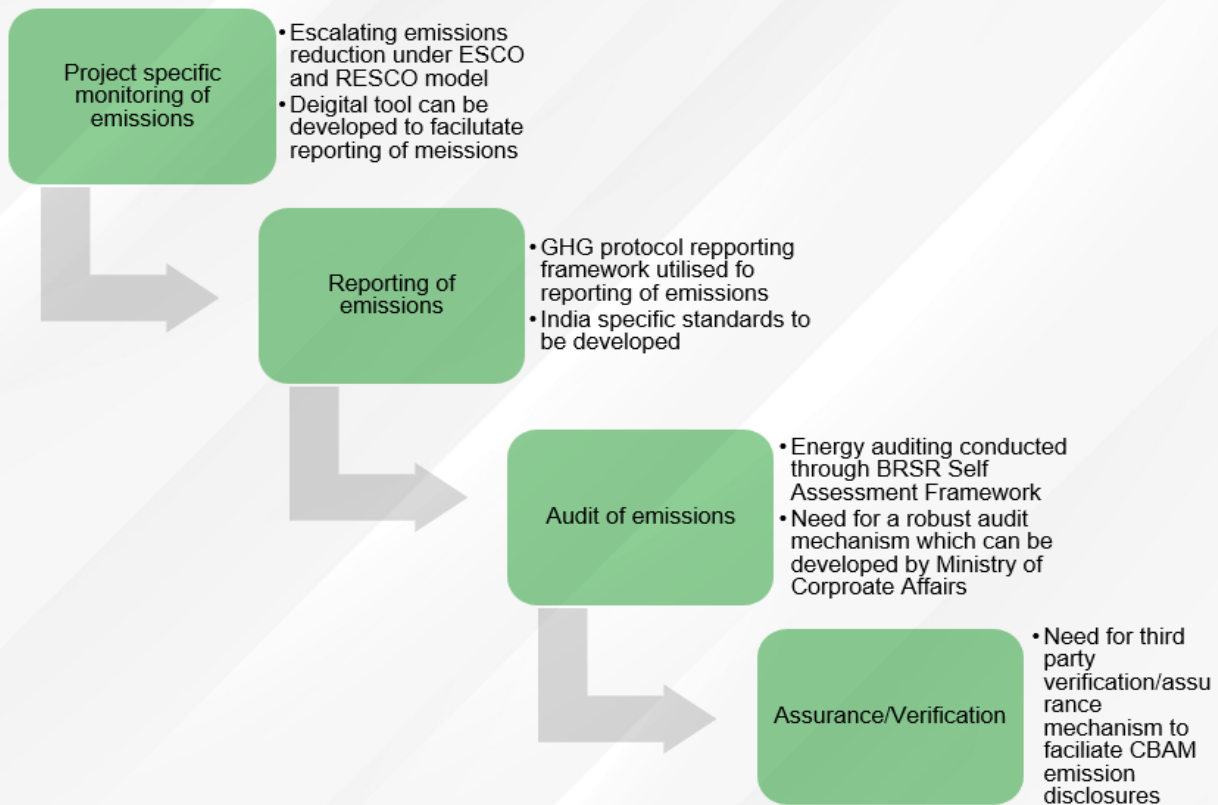 Project specific
monitoring of
emissions
• Escalating emissions
reduction under ESCO
and RESCO model
• Deigital tool can be
developed to facilutate
reporting of meissions
Reporting of
emissions
• GHG protocol repporting
framework utilised fo
reporting of emissions
• India specific standards to
be developed
Audit of emissions
• Energy auditing conducted
through BRSR Self
Assessment Framework
• Need for a robust audit
mechanism which can be
developed by Ministry of
Corproate Affairs
Assurance/Verification
• Need for third
party
verification/assu
rance
mechanism to
faciliate CBAM
emission
disclosures